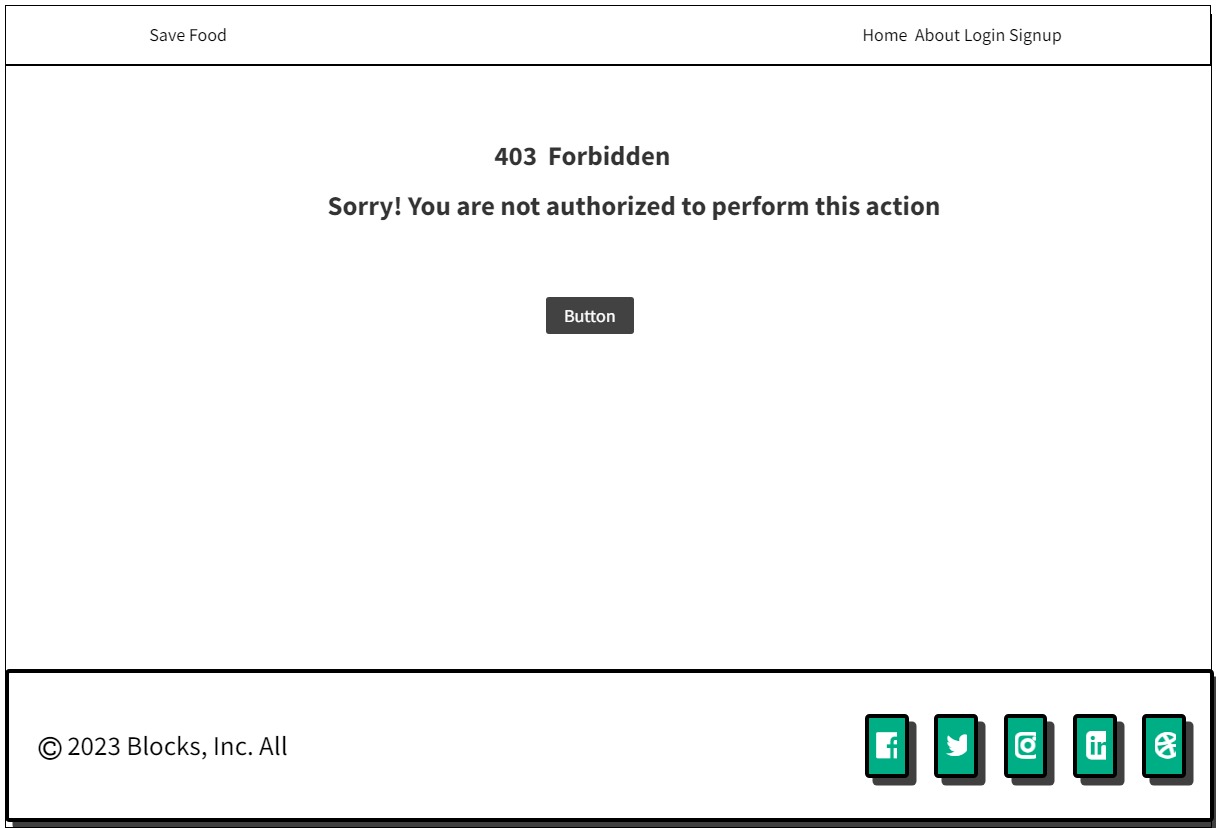 Save Food
Home About Login Signup
403 Forbidden
Sorry! You are not authorized to perform this action
Button
© 2023 Blocks, Inc. All